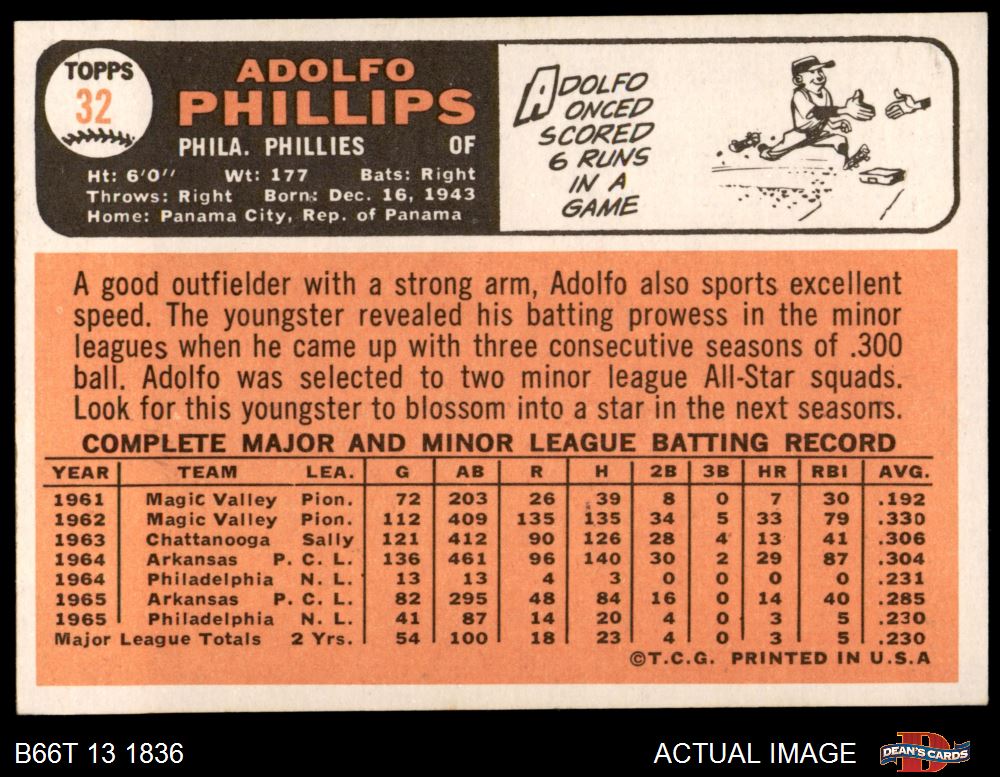 TOPPS
32
ADOLFO
PHILLIPS
PHILA. PHILLIES OF
Ht: 6'0" Wt: 177 Bats: Right
Throws: Right Born: Dec. 16, 1943
Home: Panama City, Rep. of Panama
ADOLFO
ONCED
SCORED
6 RUNS
IN A
GAME
A good outfielder with a strong arm, Adolfo also sports excellent
speed. The youngster revealed his batting prowess in the minor
leagues when he came up with three consecutive seasons of .300
ball. Adolfo was selected to two minor league All-Star squads.
Look for this youngster to blossom into a star in the next seasons.
COMPLETE MAJOR AND MINOR LEAGUE BATTING RECORD
YEAR TEAM LEA. G AB R H 2B 3B HR RBI AVG.
1961 Magic Valley Pion. 72 203 26 39 8 0 7 30 .192
1962 Magic Valley Pion. 112 409 135 135 34 5 33 79 .330
1963 Chattanooga Sally 121 412 90 126 28 4 13 41 .306
1964 Arkansas P. C. L. 136 461 96 140 30 2 29 87 .304
1964 Philadelphia N. L. 13 13 4 3 0 0 0 0 .231
1965 Arkansas P. C. L. 82 295 48 84 16 0 14 40 .285
1965 Philadelphia N. L. 41 87 14 20 4 0 3 5 .230
Major League Totals 2 Yrs. 54 100 18 23 4 0 3 5 .230
©T.C.G. PRINTED IN U.S.A
B66T 13 1836
ACTUAL IMAGE
D
DEAN'S CARDS